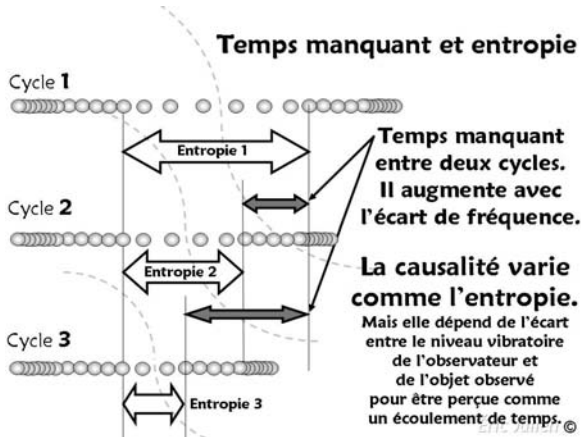 Temps manquant et entropie
Cycle 1
Entropie 1
Temps manquant
entre deux cycles.
Il augmente avec
l'écart de fréquence.
Cycle 2
Entropie 2
La causalité varie
comme l'entropie.
Mais elle dépend de l'écart
entre le niveau vibratoire
de l'observateur et
de l'objet observé
pour être perçue comme
un écoulement de temps.
Cycle 3
Entropie 3
Eric Julien ©